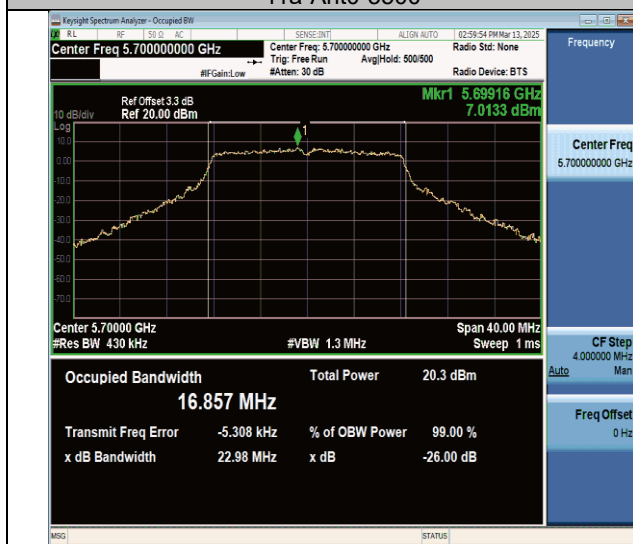 Keysight Spectrum Analyzer - Occupied BW
RL RF 50 Ω AC SENSE:INT ALIGN AUTO 02:59:54 PM Mar 13, 2025
Center Freq 5.700000000 GHz
Center Freq: 5.700000000 GHz Radio Std: None
Trig: Free Run Avg|Hold: 500/500
#IFGain:Low #Atten: 30 dB Radio Device: BTS
Frequency
Mkr1 5.69916 GHz
7.0133 dBm
Ref Offset 3.3 dB
10 dB/div Ref 20.00 dBm
Log
10.0
0.00
-10.0
-20.0
-30.0
-40.0
-50.0
-60.0
-70.0
1
Center 5.70000 GHz Span 40.00 MHz
#Res BW 430 kHz #VBW 1.3 MHz Sweep 1 ms
Occupied Bandwidth Total Power 20.3 dBm
16.857 MHz
Transmit Freq Error -5.308 kHz % of OBW Power 99.00 %
x dB Bandwidth 22.98 MHz x dB -26.00 dB
Center Freq
5.700000000 GHz
CF Step
4.000000 MHz
Auto Man
Freq Offset
0 Hz
MSG STATUS